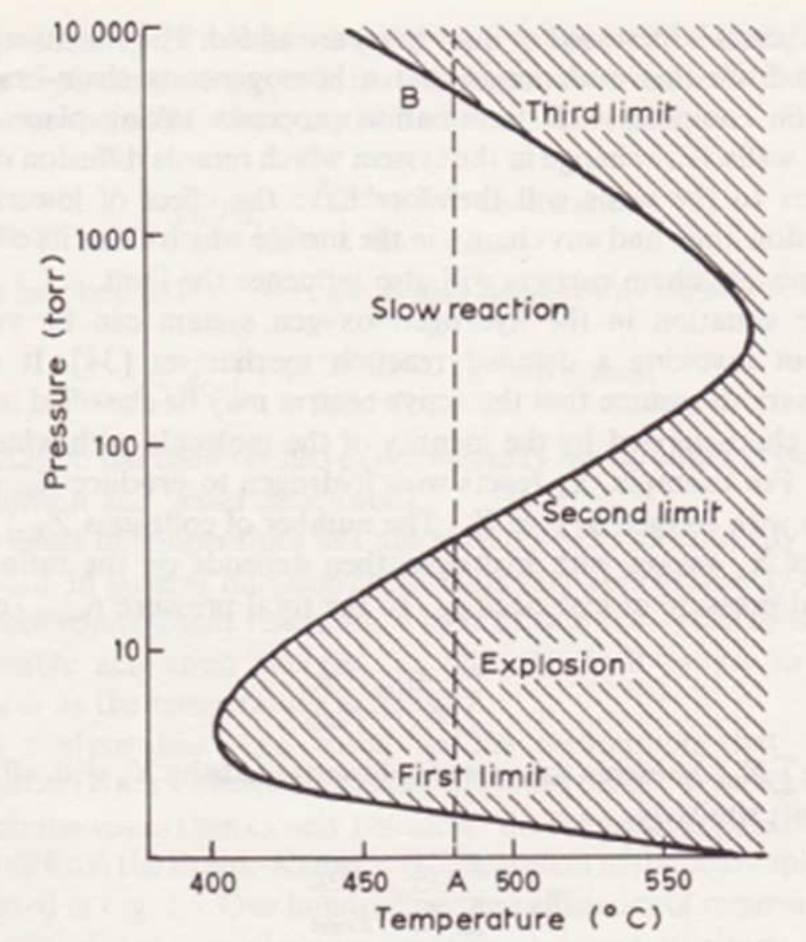 10 000
B
Third limit
1000
Slow reaction
Pressure (torr)
100
Second limit
10
Explosion
First limit
400 450 A 500 550
Temperature (°C)